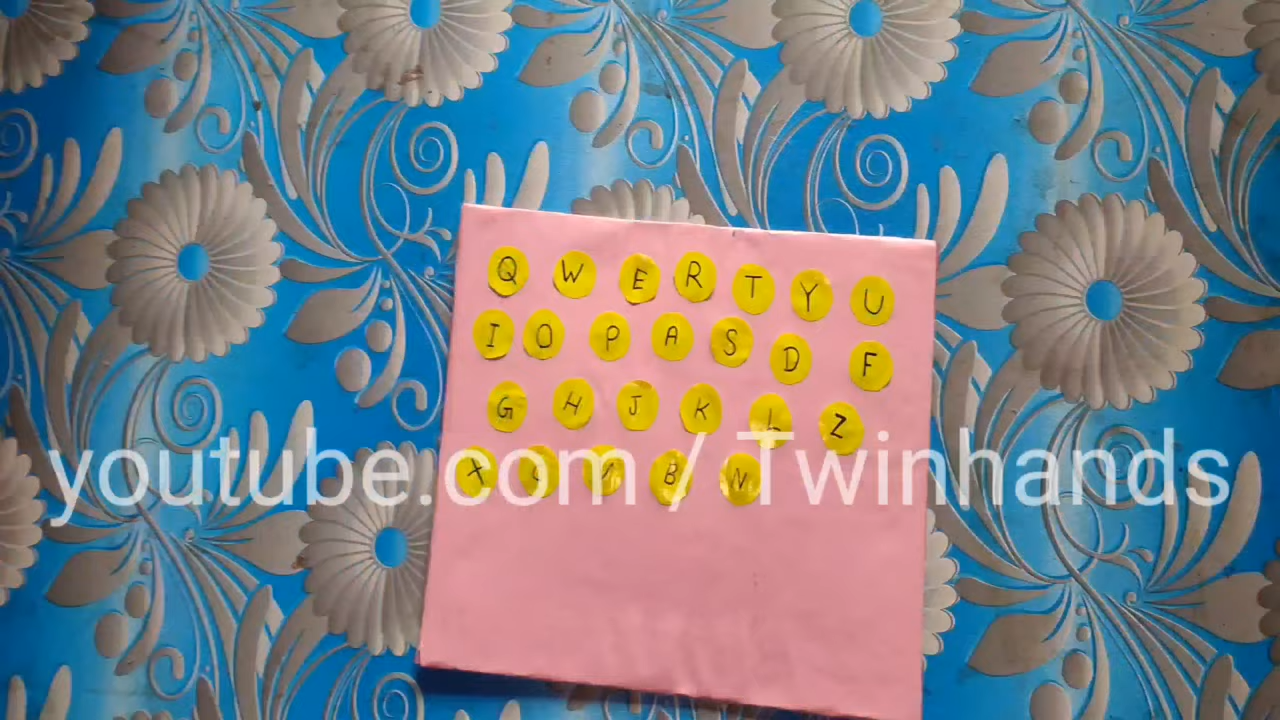 Q W E R T Y U
I O P A S D F
G H J K L Z
X C V B N
youtube.com / Twinhands